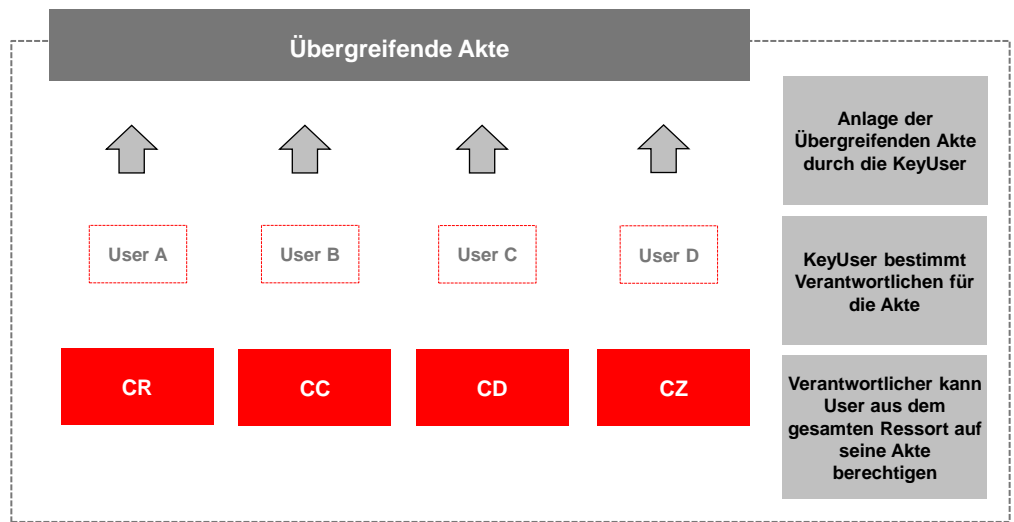 Übergreifende Akte
Anlage der
Übergreifenden Akte
durch die KeyUser
User A
User B
User C
User D
KeyUser bestimmt
Verantwortlichen für
die Akte
CR
CC
CD
CZ
Verantwortlicher kann
User aus dem
gesamten Ressort auf
seine Akte
berechtigen